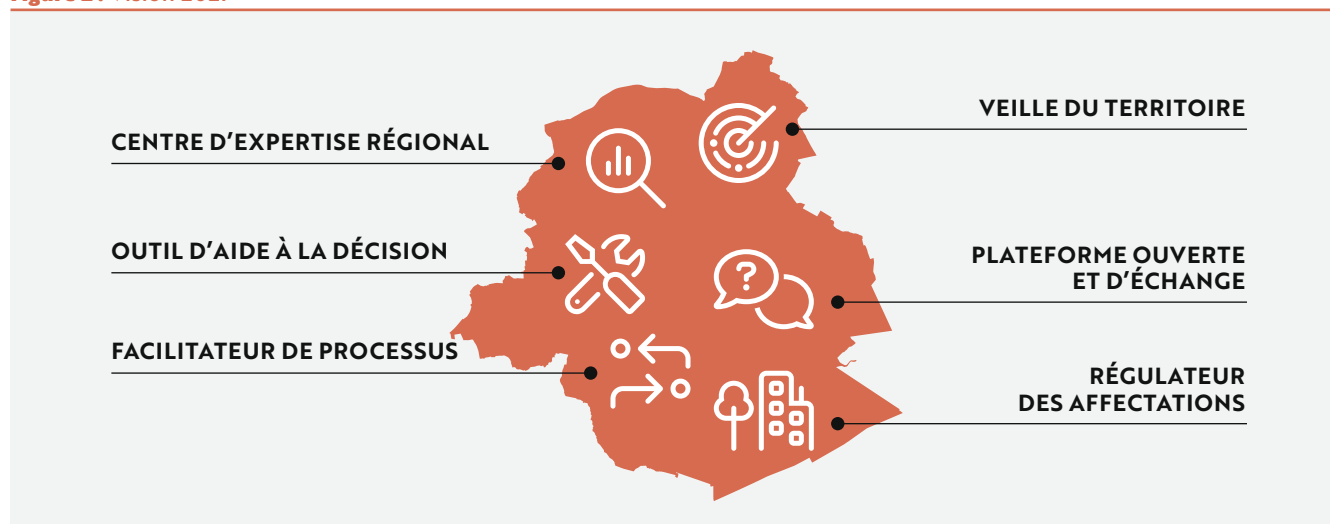 CENTRE D'EXPERTISE RÉGIONAL
OUTIL D'AIDE À LA DÉCISION
FACILITATEUR DE PROCESSUS
VEILLE DU TERRITOIRE
PLATEFORME OUVERTE
ET D'ÉCHANGE
RÉGULATEUR
DES AFFECTATIONS
?